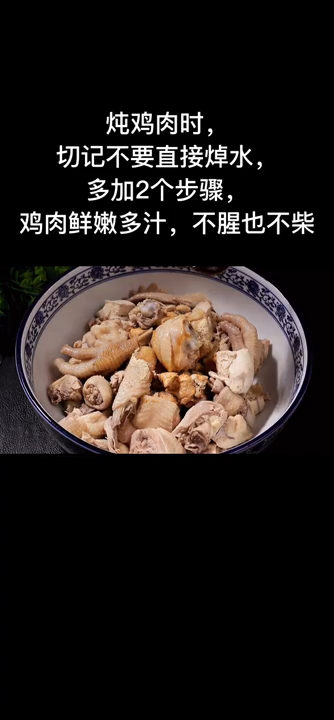 炖鸡肉时，
切记不要直接焯水，
多加2个步骤，
鸡肉鲜嫩多汁，不腥也不柴